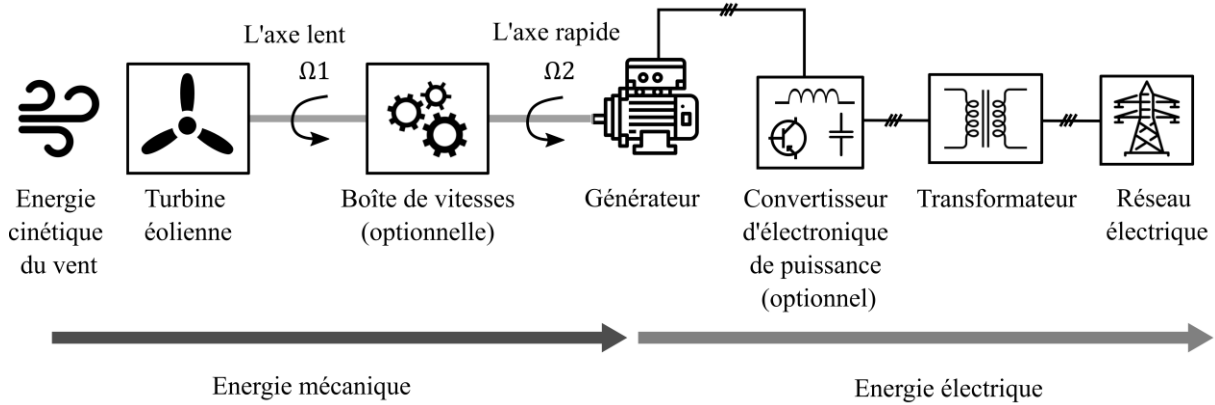 L'axe lent
Ω1
L'axe rapide
Ω2
Energie
cinétique
du vent
Turbine
éolienne
Boîte de vitesses
(optionnelle)
Générateur
Convertisseur
d'électronique
de puissance
(optionnel)
Transformateur
Réseau
électrique
Energie mécanique
Energie électrique